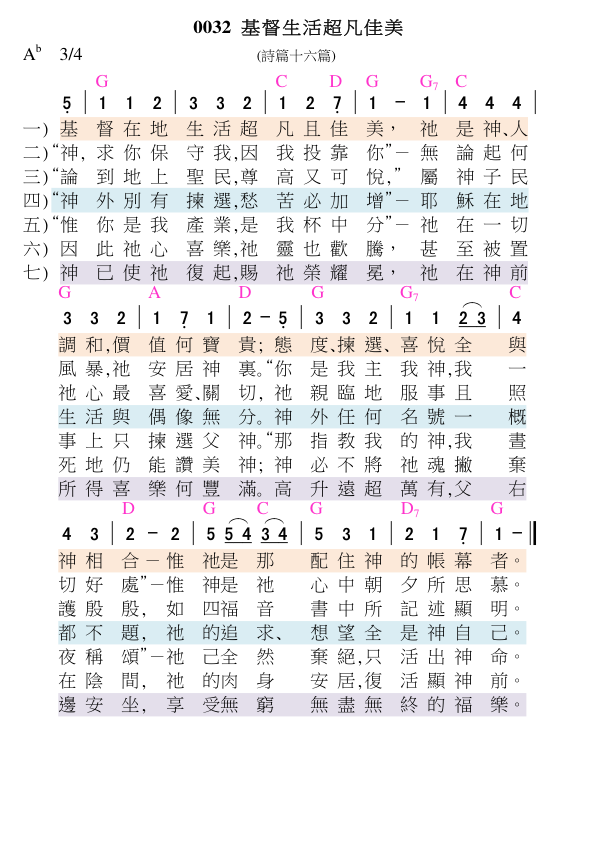 0032 基督生活超凡佳美
A♭ 3/4 (詩篇十六篇)
G C D G G7 C
5̣ | 1 1 2 | 3 3 2 | 1 2 7̣ | 1 – 1 | 4 4 4 |
一) 基 督 在 地 生 活 超 凡 且 佳 美， 祂 是 神、人
二)“神, 求 你 保 守 我,因 我 投 靠 你”– 無 論 起 何
三)“論 到 地 上 聖 民,尊 高 又 可 悅,” 屬 神 子 民
四)“神 外 別 有 揀 選,愁 苦 必 加 增”– 耶 穌 在 地
五)“惟 你 是 我 產 業,是 我 杯 中 分”– 祂 在 一 切
六) 因 此 祂 心 喜 樂,祂 靈 也 歡 騰， 甚 至 被 置
七) 神 已 使 祂 復 起,賜 祂 榮 耀 冕， 祂 在 神 前
G A D G G7 C
3 3 2 | 1 7̣ 1 | 2 – 5̣ | 3 3 2 | 1 1 2 3 | 4
調 和,價 值 何 寶 貴; 態 度、揀 選、喜 悅 全 與
風 暴,祂 安 居 神 裏。“你 是 我 主 我 神,我 一
祂 心 最 喜 愛、關 切, 祂 親 臨 地 服 事 且 照
生 活 與 偶 像 無 分。神 外 任 何 名 號 一 概
事 上 只 揀 選 父 神。“那 指 教 我 的 神,我 晝
死 地 仍 能 讚 美 神; 神 必 不 將 祂 魂 撇 棄
所 得 喜 樂 何 豐 滿。高 升 遠 超 萬 有,父 右
D G C G D7 G
4 3 | 2 – 2 | 5 5 4 3 4 | 5 3 1 | 2 1 7̣ | 1 – ‖
神 相 合 – 惟 祂是 那 配 住 神 的 帳 幕 者。
切 好 處”–惟 神是 祂 心 中 朝 夕 所 思 慕。
護 殷 殷, 如 四福 音 書 中 所 記 述 顯 明。
都 不 題, 祂 的追 求、 想 望 全 是 神 自 己。
夜 稱 頌”–祂 己全 然 棄 絕,只 活 出 神 命。
在 陰 間, 祂 的肉 身 安 居,復 活 顯 神 前。
邊 安 坐, 享 受無 窮 無 盡 無 終 的 福 樂。